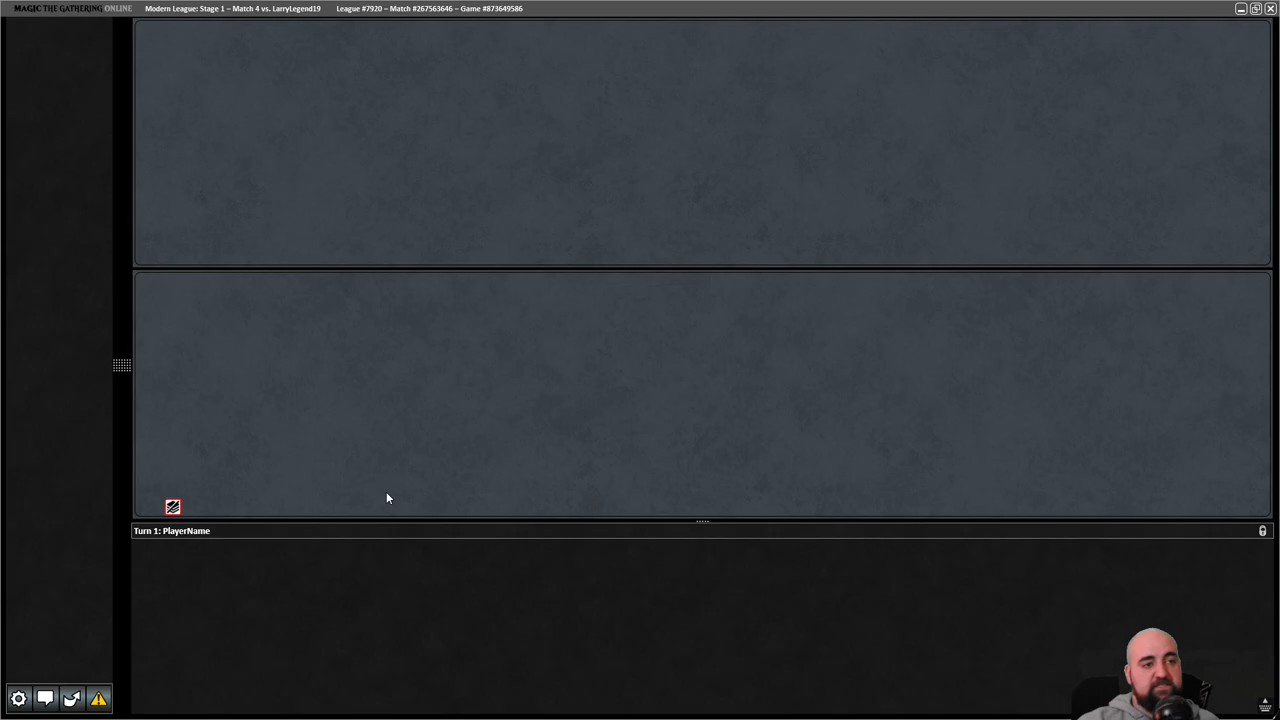 MAGIC THE GATHERING ONLINE Modern League: Stage 1 – Match 4 vs. LarryLegend19 League #7920 – Match #267563646 – Game #873649586
Turn 1: PlayerName